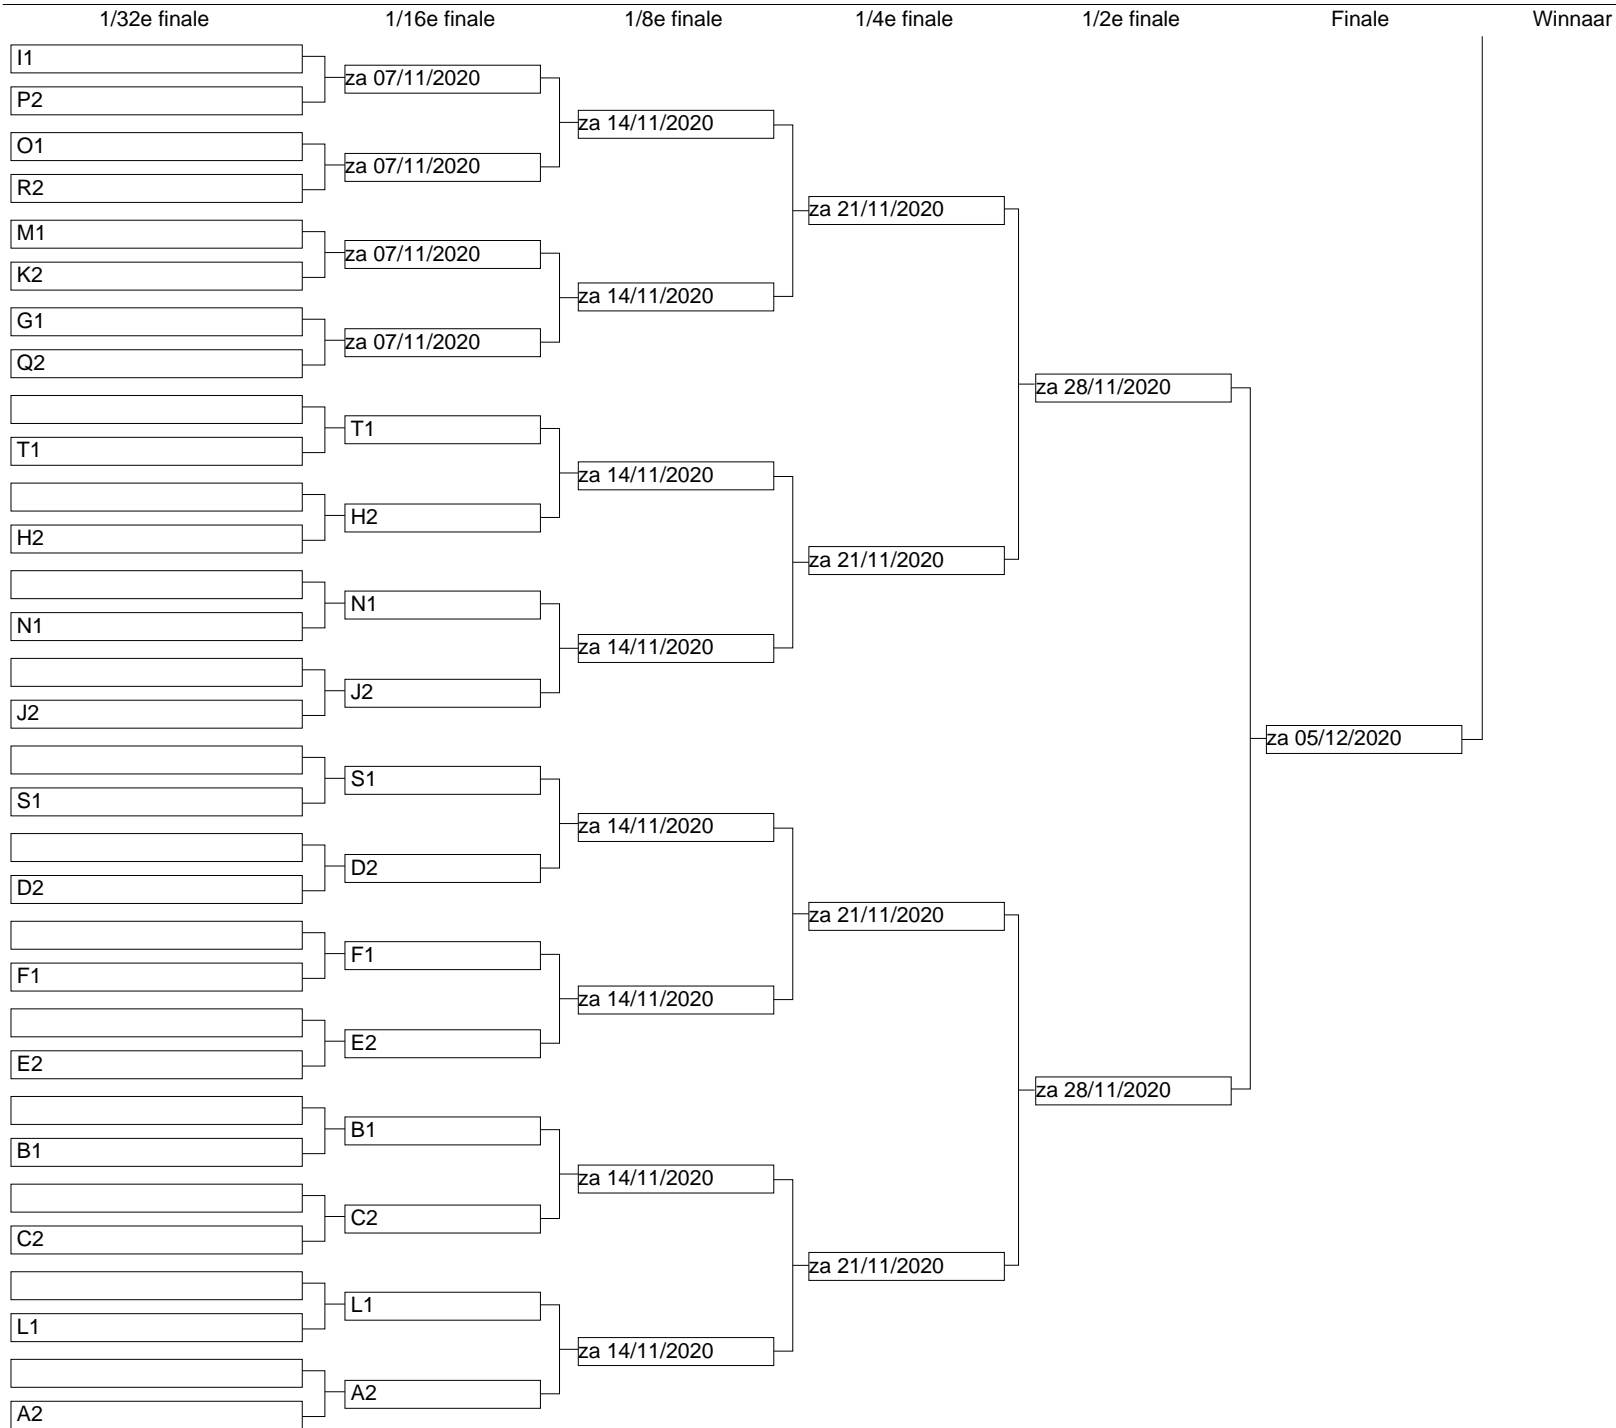 1/32e finale 1/16e finale 1/8e finale 1/4e finale 1/2e finale Finale Winnaar
I1
za 07/11/2020
P2
za 14/11/2020
O1
za 07/11/2020
R2
za 21/11/2020
M1
za 07/11/2020
K2
za 14/11/2020
G1
za 07/11/2020
Q2
za 28/11/2020
T1
T1
za 14/11/2020
H2
H2
za 21/11/2020
N1
N1
za 14/11/2020
J2
J2
za 05/12/2020
S1
S1
za 14/11/2020
D2
D2
za 21/11/2020
F1
F1
za 14/11/2020
E2
E2
za 28/11/2020
B1
B1
za 14/11/2020
C2
C2
za 21/11/2020
L1
L1
za 14/11/2020
A2
A2